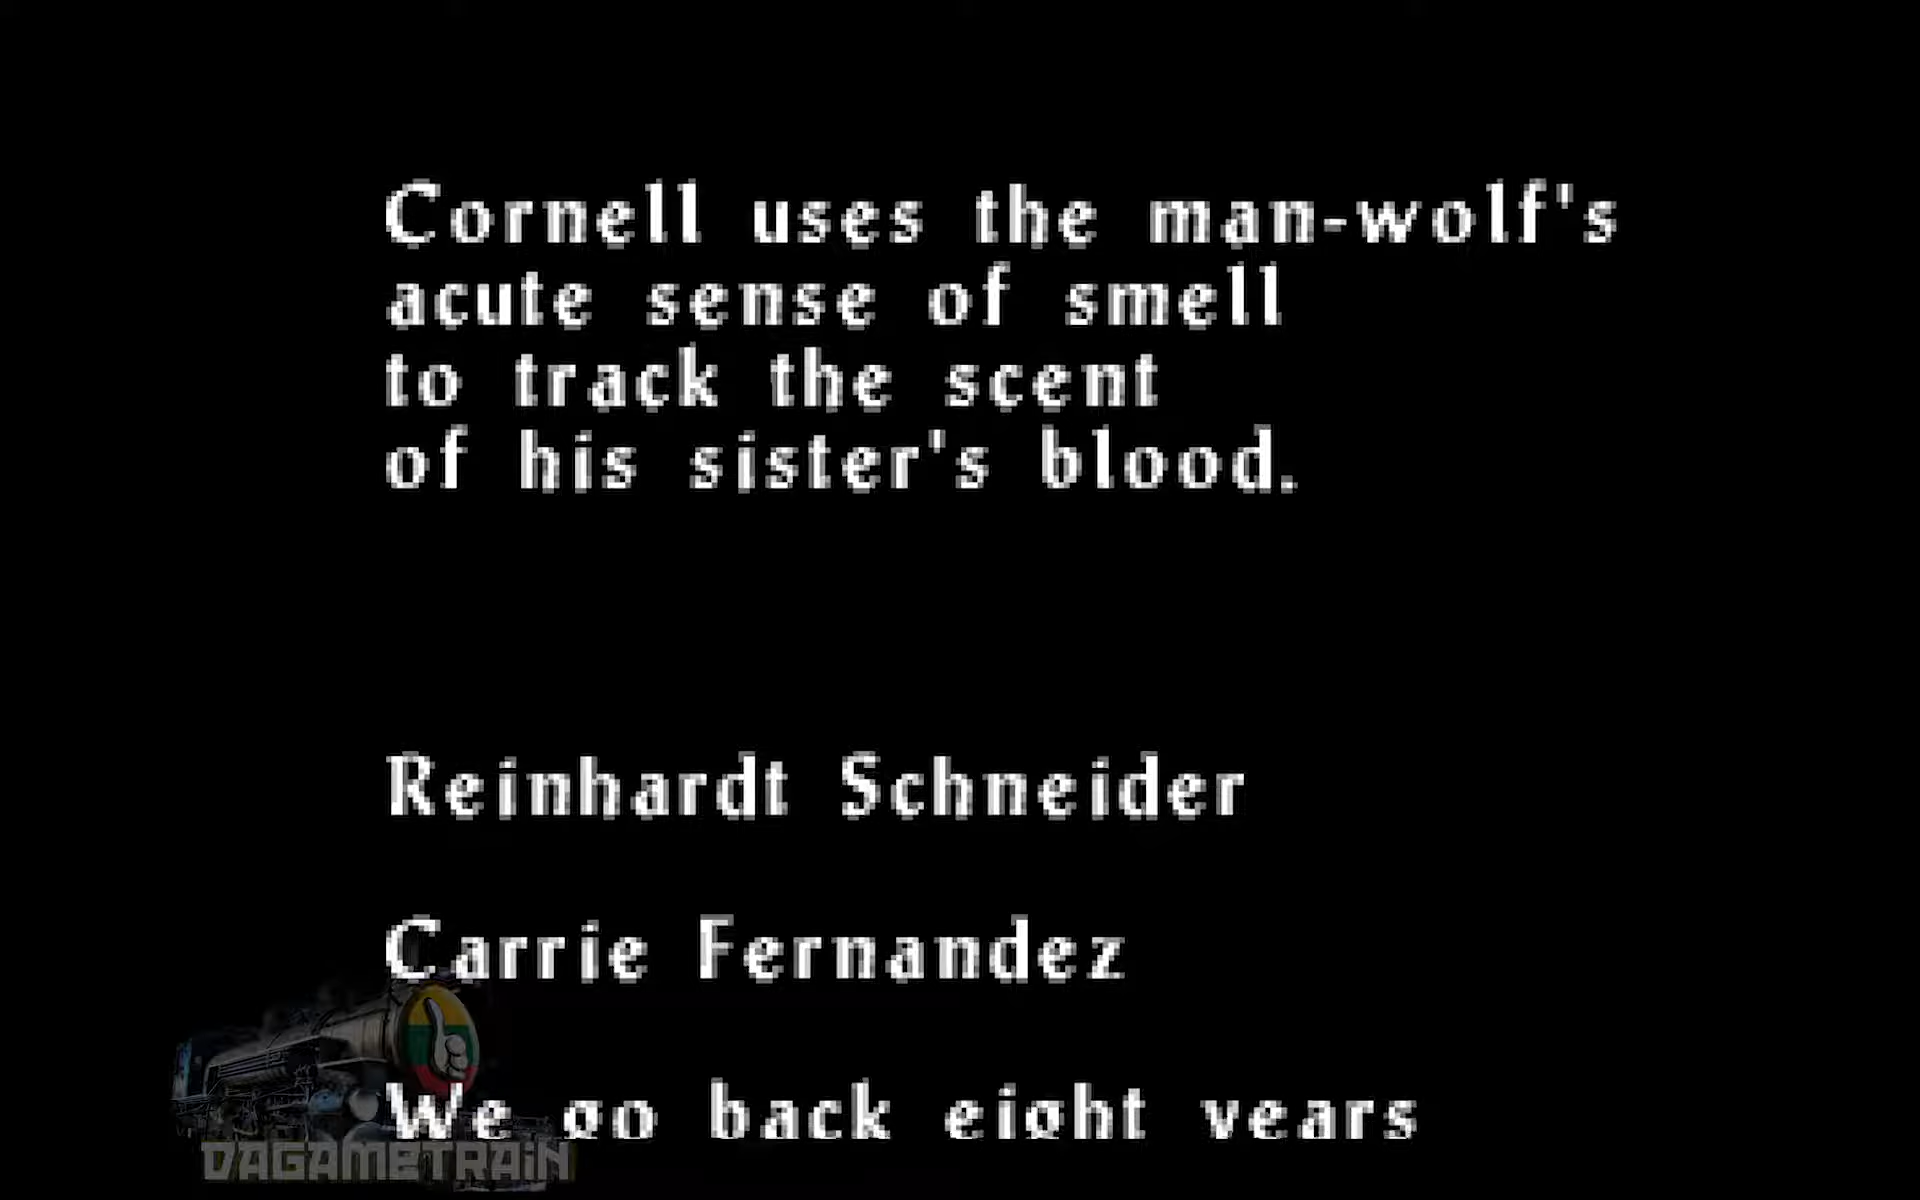 Cornell uses the man-wolf's
acute sense of smell
to track the scent
of his sister's blood.
Reinhardt Schneider
Carrie Fernandez
We go back eight years
DAGAMETRAiN